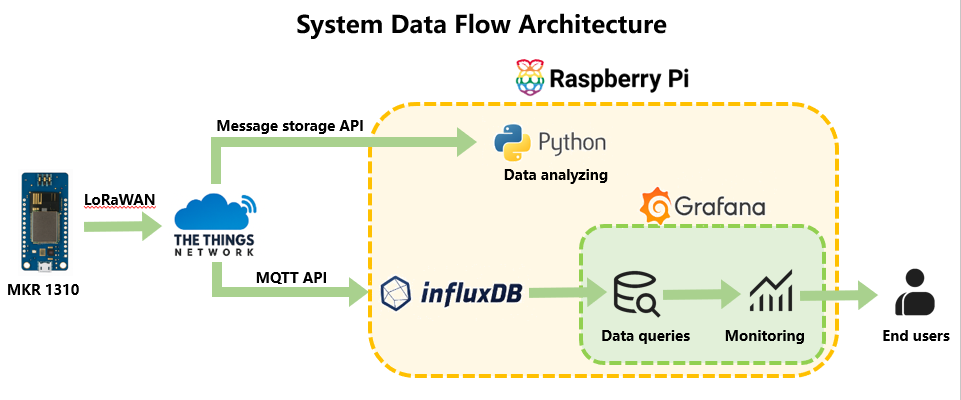 System Data Flow Architecture
Raspberry Pi
Message storage API
Python
Data analyzing
LoRaWAN
Grafana
THE THINGS
NETWORK
MKR 1310
MQTT API
influxDB
Data queries
Monitoring
End users